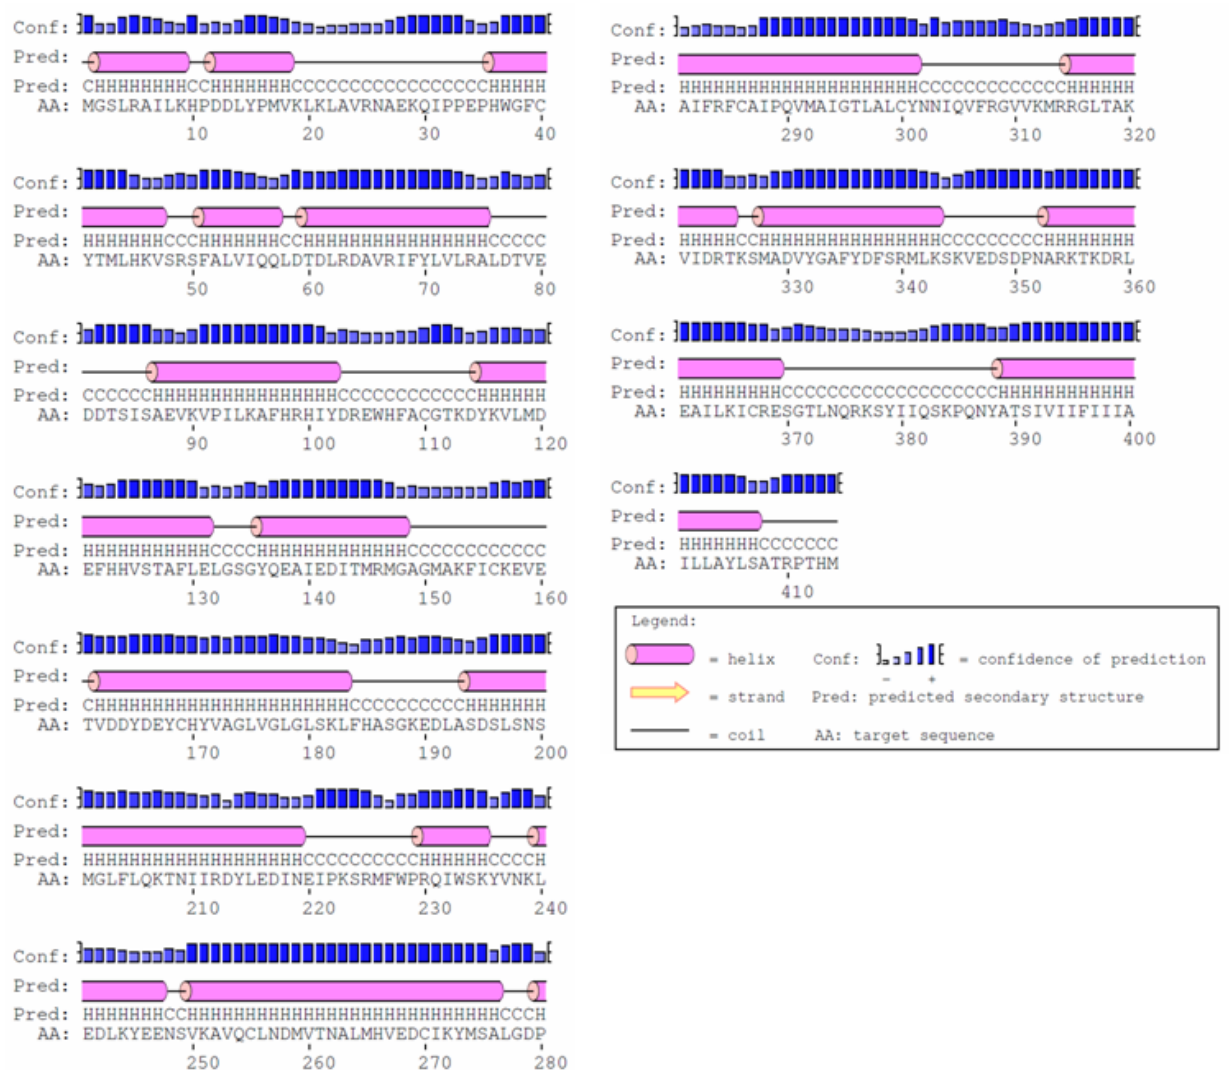 Conf:
Pred:
Pred: CHHHHHHHHCCHHHHHHHCCCCCCCCCCCCCCCCCHHHHH
AA: MGSLRAILKHPDDLYPMVKLKLAVRNAEKQIPPEPHWGFC
10 20 30 40
Conf:
Pred:
Pred: HHHHHHHCCCHHHHHHHCCHHHHHHHHHHHHHHHHCCCCC
AA: YTMLHKVSRSFALVIQQLDTDLRDAVRIFYLVLRALDTVE
50 60 70 80
Conf:
Pred:
Pred: CCCCCCHHHHHHHHHHHHHHHHCCCCCCCCCCCCHHHHHH
AA: DDTSISAEVKVPILKAFHRHIYDREWHFACGTKDYKVLMD
90 100 110 120
Conf:
Pred:
Pred: HHHHHHHHHHHCCCCHHHHHHHHHHHHHCCCCCCCCCCCC
AA: EFHHVSTAFLELGSGYQEAIEDITMRMGAGMAKFICKEVE
130 140 150 160
Conf:
Pred:
Pred: CHHHHHHHHHHHHHHHHHHHHHHCCCCCCCCCCHHHHHHH
AA: TVDDYDEYCHYVAGLVGLGLSKLFHASGKEDLASDSLSNS
170 180 190 200
Conf:
Pred:
Pred: HHHHHHHHHHHHHHHHHHHCCCCCCCCCCHHHHHHCCCCH
AA: MGLFLQKTNIIRDYLEDINEIPKSRMFWPRQIWSKYVNKL
210 220 230 240
Conf:
Pred:
Pred: HHHHHHHCCHHHHHHHHHHHHHHHHHHHHHHHHHHHCCCH
AA: EDLKYEENSVKAVQCLNDMVTNALMHVEDCIKYMSALGDP
250 260 270 280
Conf:
Pred:
Pred: HHHHHHHHHHHHHHHHHHHHHCCCCCCCCCCCCCHHHHHH
AA: AIFRFCAIPQVMAIGTLALCYNNIQVFRGVVKMRRGLTAK
290 300 310 320
Conf:
Pred:
Pred: HHHHHCCHHHHHHHHHHHHHHHHCCCCCCCCCHHHHHHHH
AA: VIDRTKSMADVYGAFYDFSRMLKSKVEDSDPNARKTKDRL
330 340 350 360
Conf:
Pred:
Pred: HHHHHHHHHCCCCCCCCCCCCCCCCCCCHHHHHHHHHHHH
AA: EAILKICRESGTLNQRKSYIIQSKPQNYATSIVIIFIIIA
370 380 390 400
Conf:
Pred:
Pred: HHHHHHHCCCCCCC
AA: ILLAYLSATRPTHM
410
Legend:
= helix Conf: = confidence of prediction
- +
= strand Pred: predicted secondary structure
= coil AA: target sequence